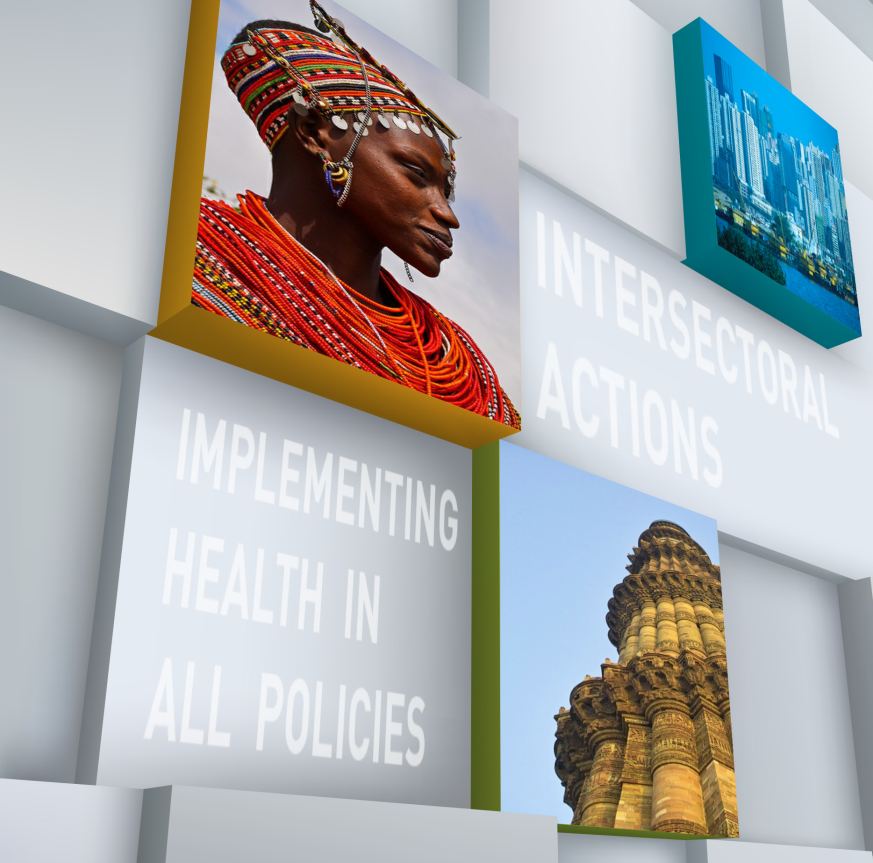 INTERSECTORAL
ACTIONS
IMPLEMENTING
HEALTH IN
ALL POLICIES